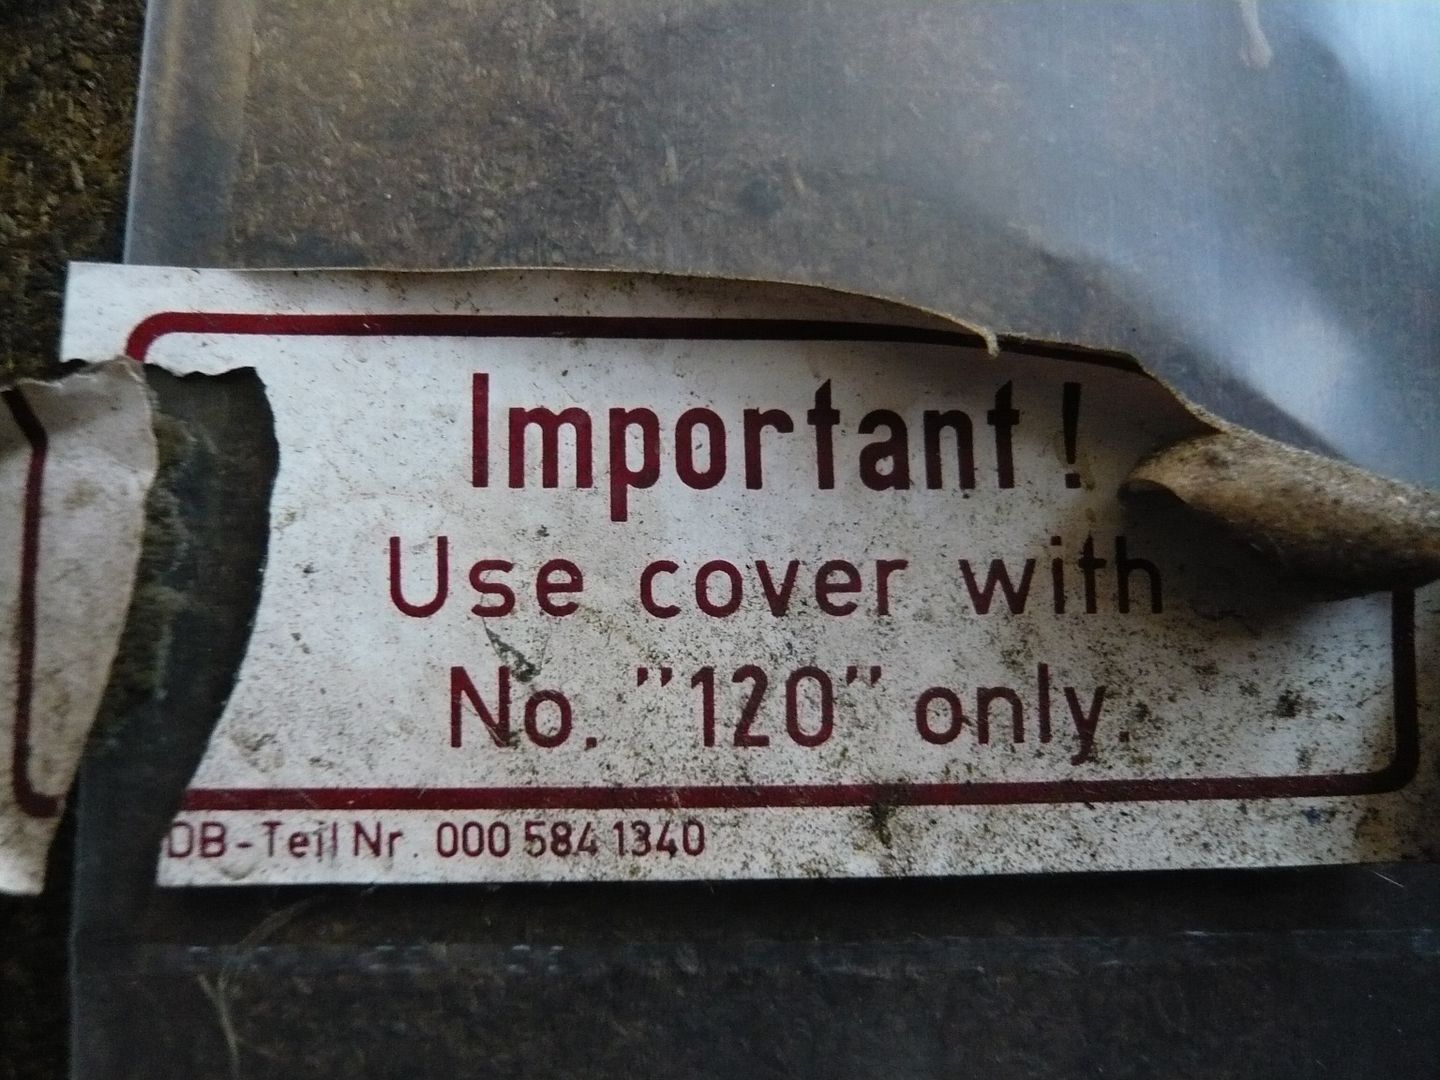 Important !
Use cover with
No. "120" only.
DB-Teil Nr. 000 584 1340